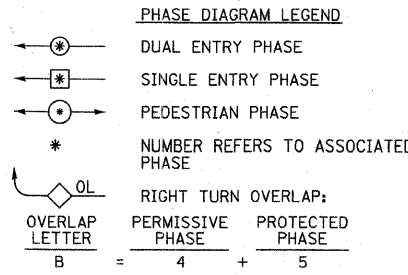 PHASE DIAGRAM LEGEND
* DUAL ENTRY PHASE
* SINGLE ENTRY PHASE
* PEDESTRIAN PHASE
* NUMBER REFERS TO ASSOCIATED
PHASE
OL RIGHT TURN OVERLAP:
OVERLAP PERMISSIVE PROTECTED
LETTER PHASE PHASE
B = 4 + 5